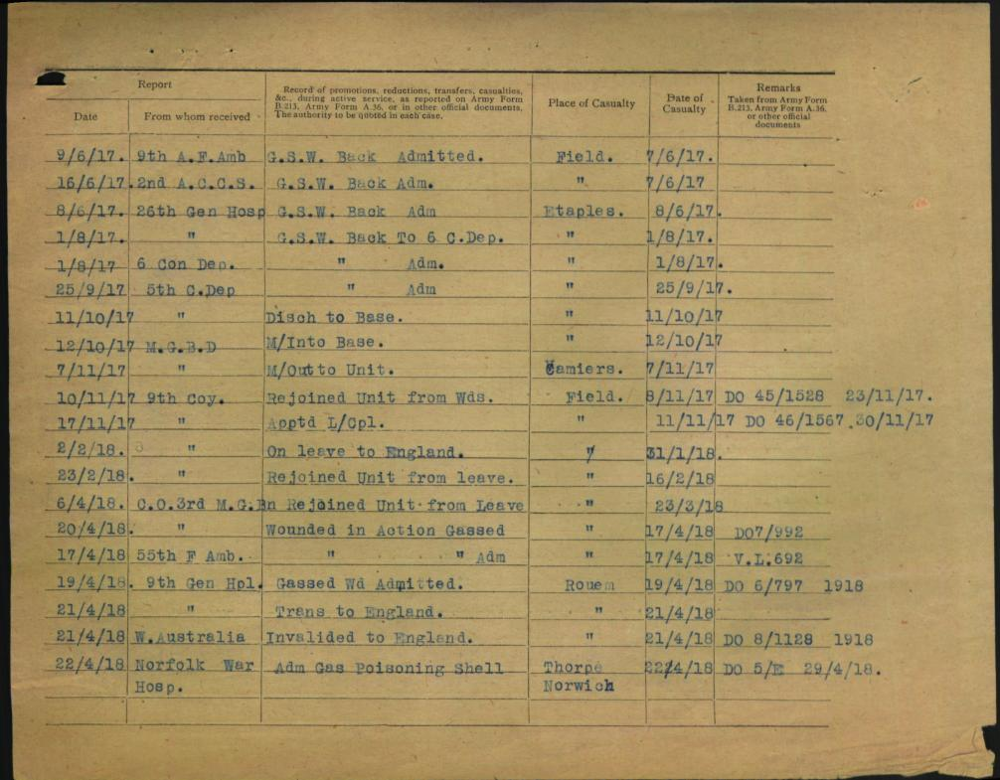 Report
Record of promotions, reductions, transfers, casualties,
&c., during active service, as reported on Army Form
B.213, Army Form A.36, or in other official documents.
The authority to be quoted in each case.
Place of Casualty
Date of
Casualty
Remarks
Taken from Army Form
B.213, Army Form A.36,
or other official
documents
Date From whom received
9/6/17. 9th A.F.Amb G.S.W. Back Admitted. Field. 7/6/17.
16/6/17. 2nd A.C.C.S. G.S.W. Back Adm. " 7/6/17
8/6/17. 26th Gen Hosp G.S.W. Back Adm Etaples. 8/6/17.
1/8/17. " G.S.W. Back To 6 C.Dep. " 1/8/17.
1/8/17 6 Con Dep. " Adm. " 1/8/17.
25/9/17 5th C.Dep " Adm " 25/9/17.
11/10/17 " Disch to Base. " 11/10/17
12/10/17 M.G.B.D M/Into Base. " 12/10/17
7/11/17 " M/Outto Unit. Camiers. 7/11/17
10/11/17 9th Coy. Rejoined Unit from Wds. Field. 8/11/17 DO 45/1528 23/11/17.
17/11/17 " Apptd L/Cpl. " 11/11/17 DO 46/1567.30/11/17
2/2/18. " On leave to England. " 31/1/18.
23/2/18. " Rejoined Unit from leave. " 16/2/18
6/4/18. C.O.3rd M.G.Bn Rejoined Unit from Leave " 23/3/18
20/4/18. " Wounded in Action Gassed " 17/4/18 DO7/992
17/4/18 55th F Amb. " " Adm " 17/4/18 V.L.692
19/4/18. 9th Gen Hpl. Gassed Wd Admitted. Rouem 19/4/18 DO 6/797 1918
21/4/18 " Trans to England. " 21/4/18
21/4/18 W.Australia Invalided to England. " 21/4/18 DO 8/1128 1918
22/4/18 Norfolk War Adm Gas Poisoning Shell Thorpe 22/4/18 DO 5/E 29/4/18.
Hosp. Norwich